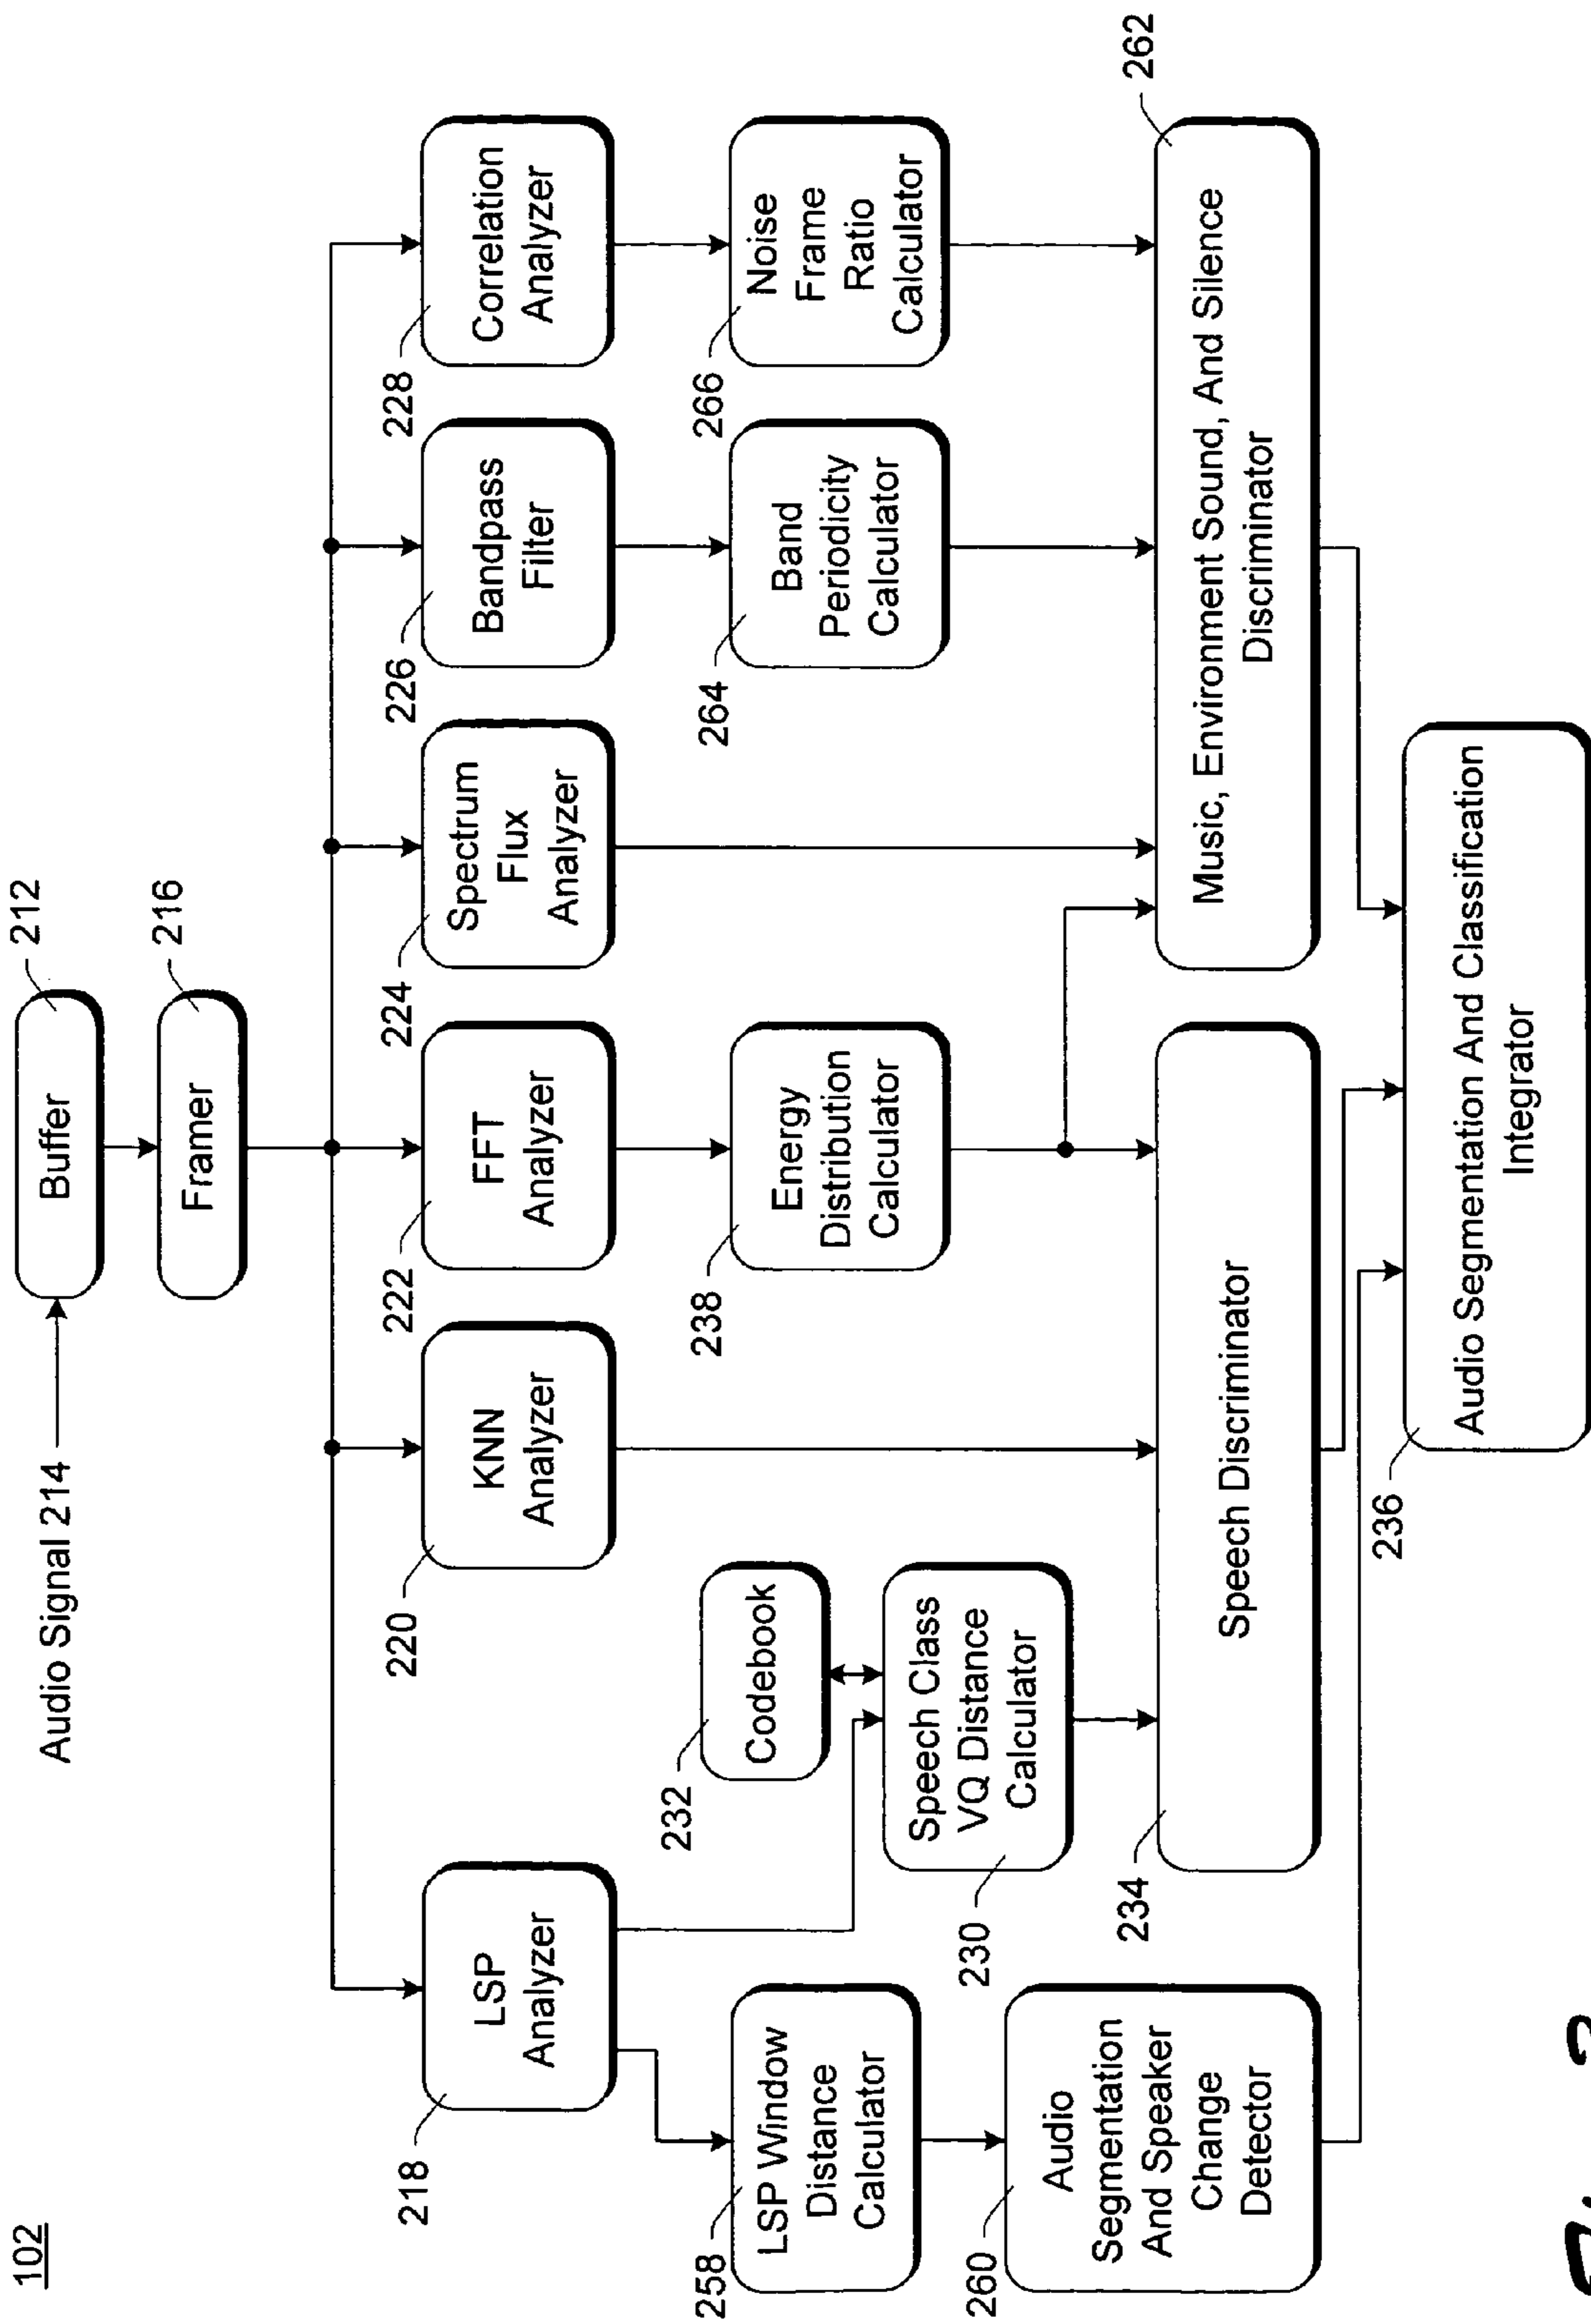 102
Audio Signal 214
Buffer
212
Framer
216
218
LSP
Analyzer
220
KNN
Analyzer
222
FFT
Analyzer
224
Spectrum
Flux
Analyzer
226
Bandpass
Filter
228
Correlation
Analyzer
232
Codebook
258
LSP Window
Distance
Calculator
230
Speech Class
VQ Distance
Calculator
238
Energy
Distribution
Calculator
264
Band
Periodicity
Calculator
266
Noise
Frame
Ratio
Calculator
260
Audio
Segmentation
And Speaker
Change
Detector
234
Speech Discriminator
262
Music, Environment Sound, And Silence
Discriminator
236
Audio Segmentation And Classification
Integrator